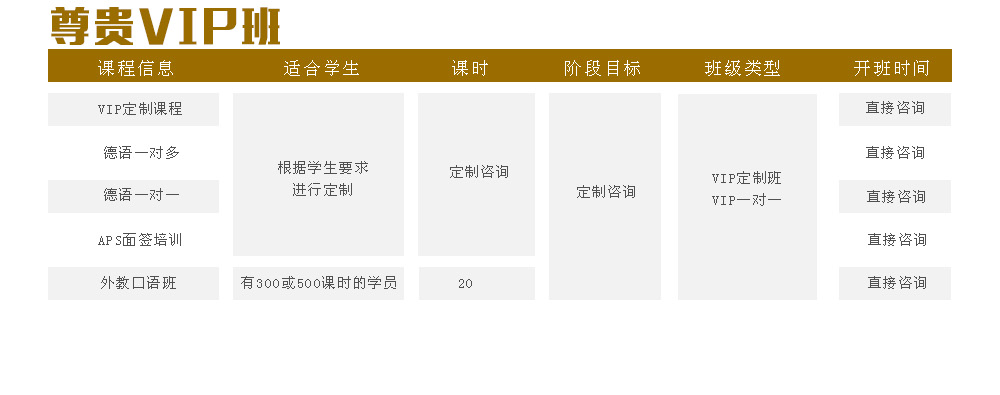 尊贵VIP班
课程信息 适合学生 课时 阶段目标 班级类型 开班时间
VIP定制课程 直接咨询
德语一对多 直接咨询
根据学生要求
进行定制
定制咨询
定制咨询
VIP定制班
VIP一对一
德语一对一 直接咨询
APS面签培训 直接咨询
外教口语班 有300或500课时的学员 20 直接咨询